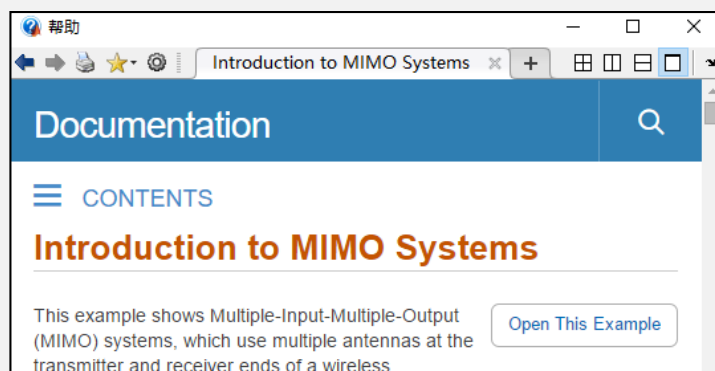 帮助
Introduction to MIMO Systems
Documentation
CONTENTS
Introduction to MIMO Systems
This example shows Multiple-Input-Multiple-Output
(MIMO) systems, which use multiple antennas at the
transmitter and receiver ends of a wireless
Open This Example